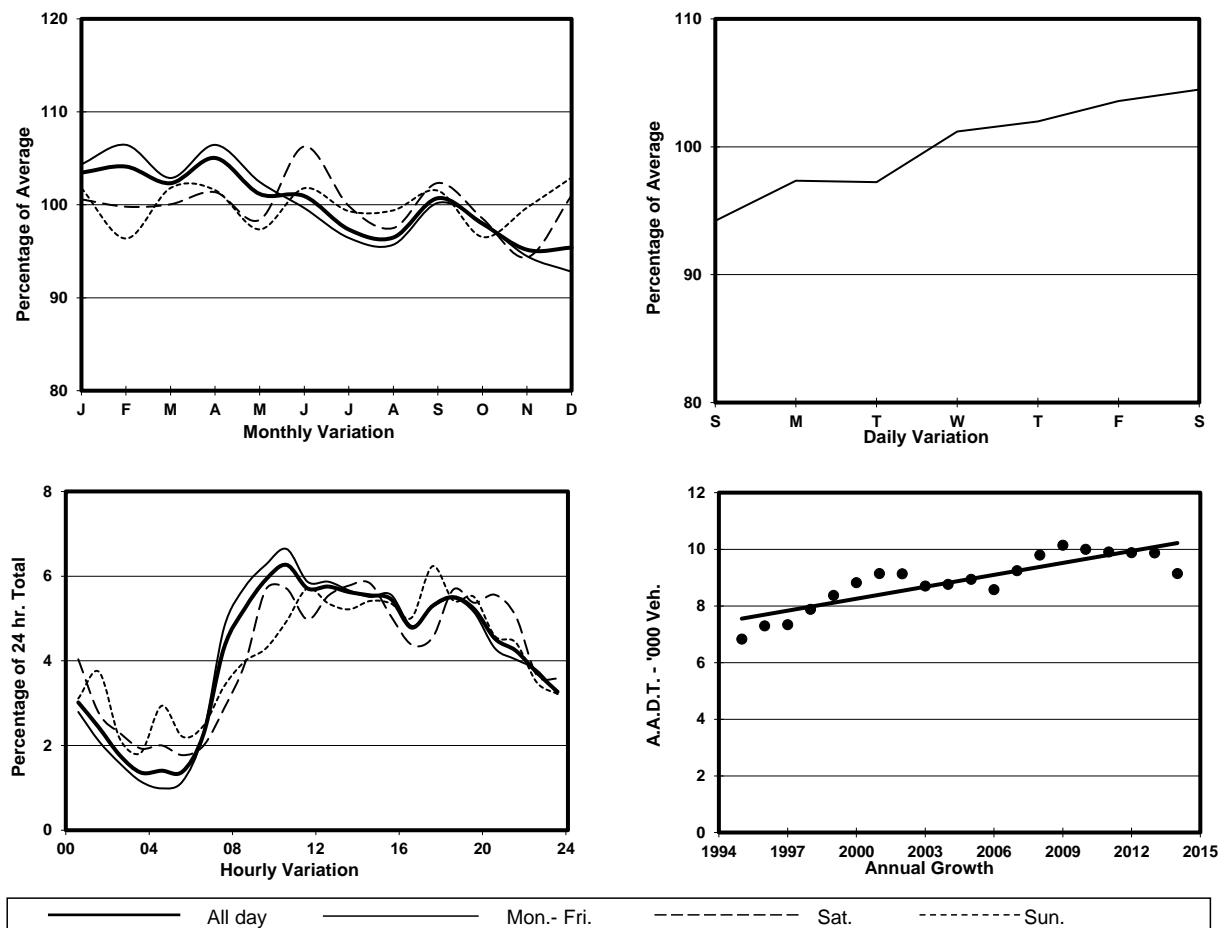 120
110
100
90
80
Percentage of Average
J F M A M J J A S O N D
Monthly Variation
110
100
90
80
Percentage of Average
S M T W T F S
Daily Variation
8
6
4
2
0
Percentage of 24 hr. Total
00 04 08 12 16 20 24
Hourly Variation
12
10
8
6
4
2
0
A.A.D.T. - '000 Veh.
1994 1997 2000 2003 2006 2009 2012 2015
Annual Growth
All day Mon.- Fri. Sat. Sun.